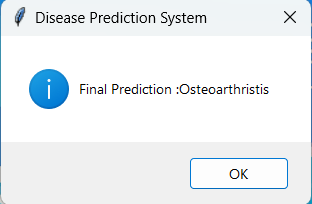 Disease Prediction System
Final Prediction :Osteoarthristis
OK